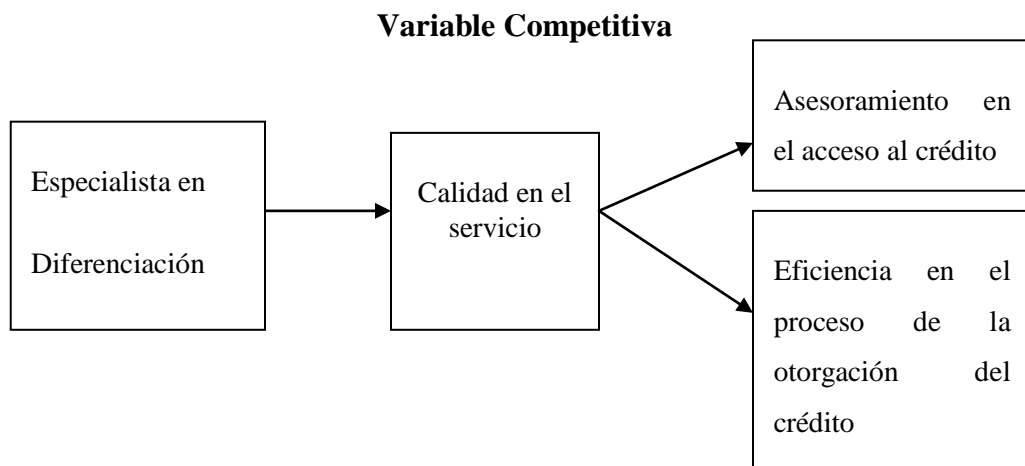 Variable Competitiva
Especialista en
Diferenciación
Calidad en el
servicio
Asesoramiento en
el acceso al crédito
Eficiencia en el
proceso de la
otorgación del
crédito